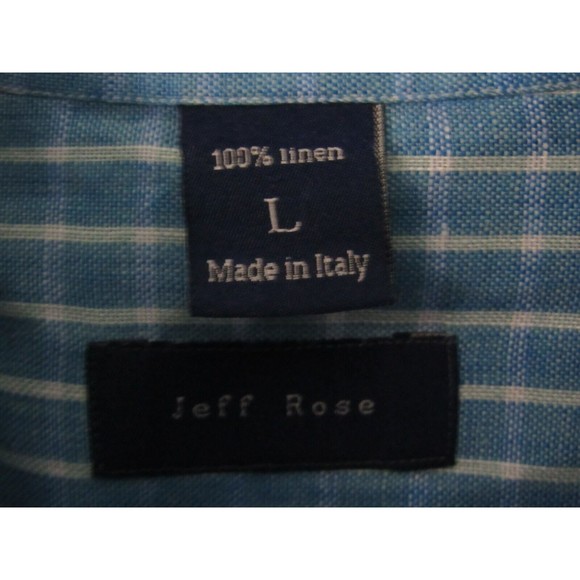 100% linen
L
Made in Italy
Jeff Rose